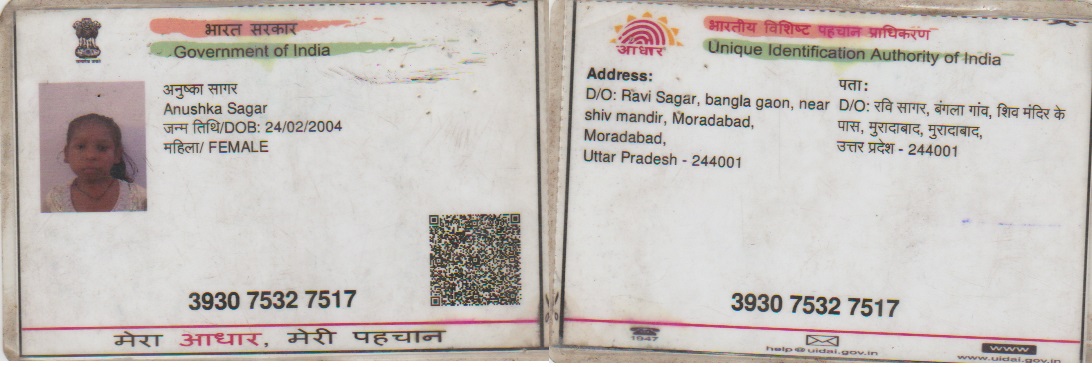 भारत सरकार
Government of India
अनुष्का सागर
Anushka Sagar
जन्म तिथि/DOB: 24/02/2004
महिला/ FEMALE
3930 7532 7517
मेरा आधार, मेरी पहचान
भारतीय विशिष्ट पहचान प्राधिकरण
आधार
Unique Identification Authority of India
Address:
D/O: Ravi Sagar, bangla gaon, near
shiv mandir, Moradabad,
Moradabad,
Uttar Pradesh - 244001
पता:
D/O: रवि सागर, बंगला गांव, शिव मंदिर के
पास, मुरादाबाद, मुरादाबाद,
उत्तर प्रदेश - 244001
3930 7532 7517
1947
help@uidai.gov.in
www
www.uidai.gov.in